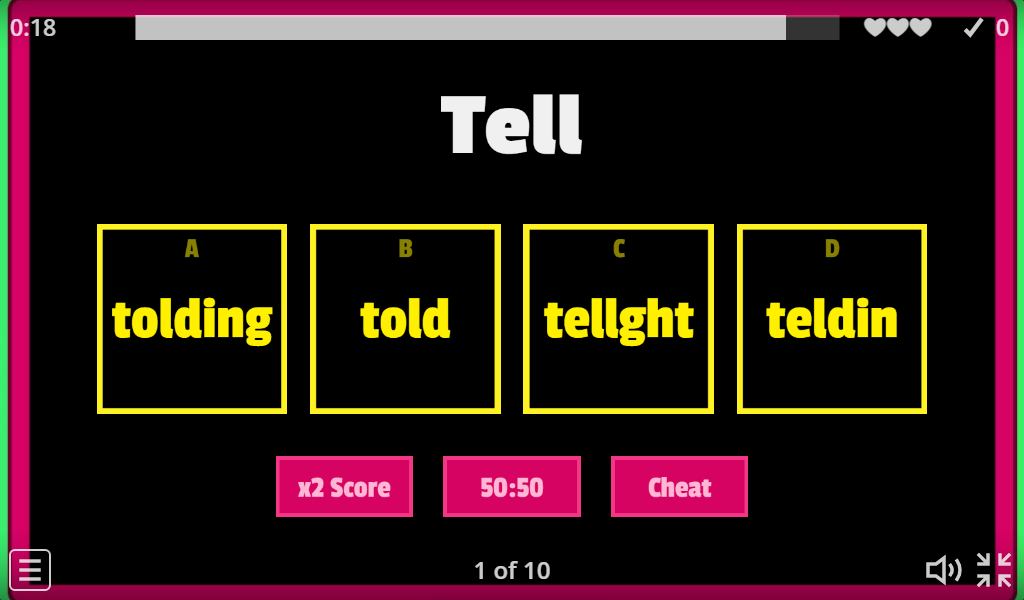 0:18
0
Tell
A
B
C
D
tolding
told
tellght
teldin
x2 Score
50:50
Cheat
1 of 10